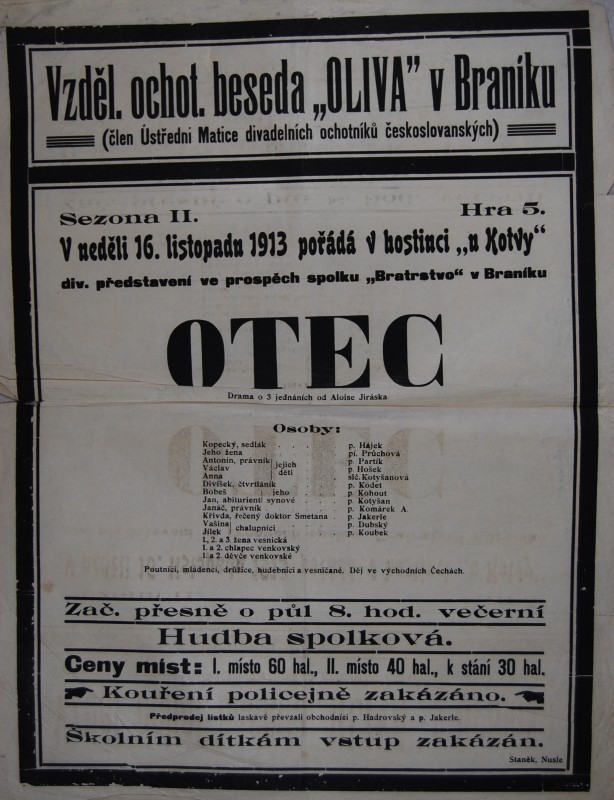 Vzděl. ochot. beseda „OLIVA” v Braníku
(člen Ústřední Matice divadelních ochotníků československých)
Sezona II. Hra 5.
V neděli 16. listopadu 1913 pořádá v hostinci „u Kotvy“
div. představení ve prospěch spolku „Bratrstvo“ v Braníku
OTEC
Drama o 3 jednáních od Aloise Jiráska
Osoby:
Kopecký, sedlák . . . . p. Hájek
Jeho žena . . . . pí. Průchová
Antonín, právník p. Partík
Václav jejich děti . . p. Hošek
Anna slč. Kotyšanová
Divíšek, čtvrtláník . . . p. Kodet
Bobeš jeho . . . p. Kohout
Jan, abiturient synové . . p. Kotyšan
Janáč, právník . . . p. Komárek A.
Křivda, řečený doktor Smetana . p. Jakerle
Vašina chalupníci . . . p. Dubský
Jílek p. Koubek
1, 2. a 3. žena vesnická
1. a 2. chlapec venkovský
1. a 2. děvče venkovské
Poutníci, mládenci, družice, hudebníci a vesničané. Děj ve východních Čechách.
Zač. přesně o půl 8. hod. večerní
Hudba spolková.
Ceny míst: I. místo 60 hal., II. místo 40 hal., k stání 30 hal.
Kouření policejně zakázáno.
Předprodej lístků laskavě převzali obchodníci p. Hadrovský a p. Jakerle.
Školním dítkám vstup zakázán.
Staněk, Nusle